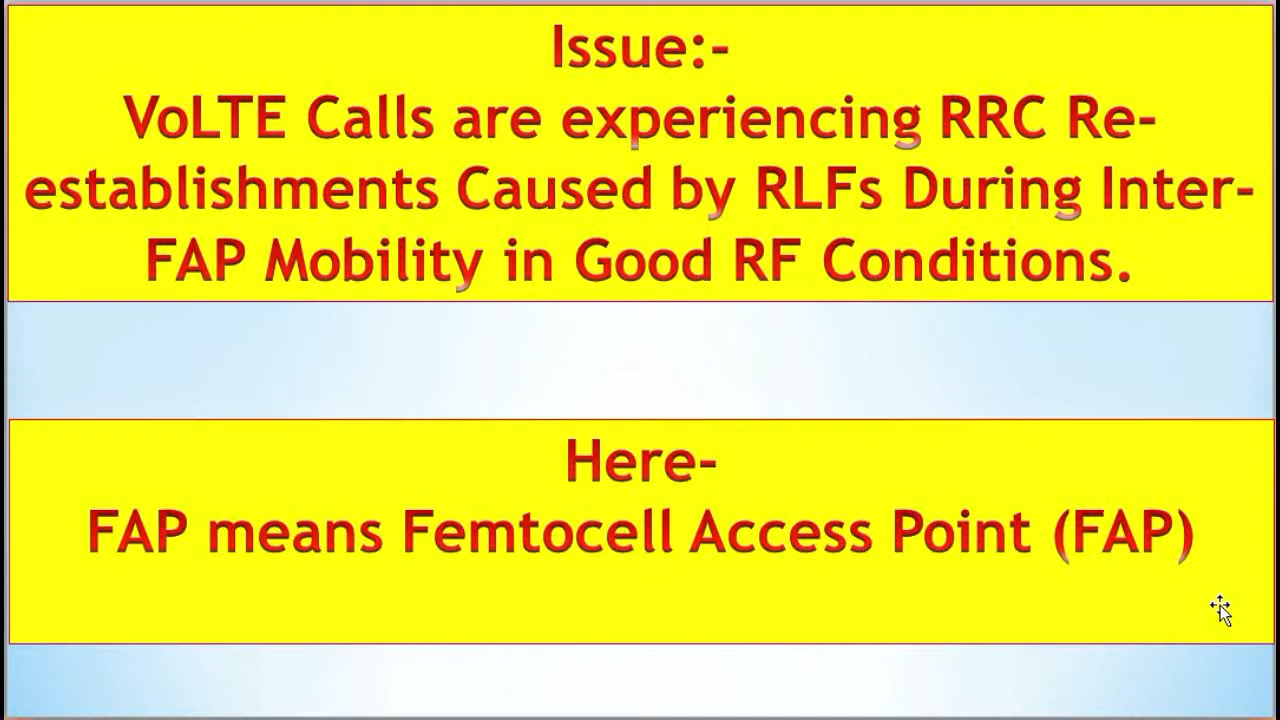 Issue:-
VoLTE Calls are experiencing RRC Re-
establishments Caused by RLFs During Inter-
FAP Mobility in Good RF Conditions.
Here-
FAP means Femtocell Access Point (FAP)